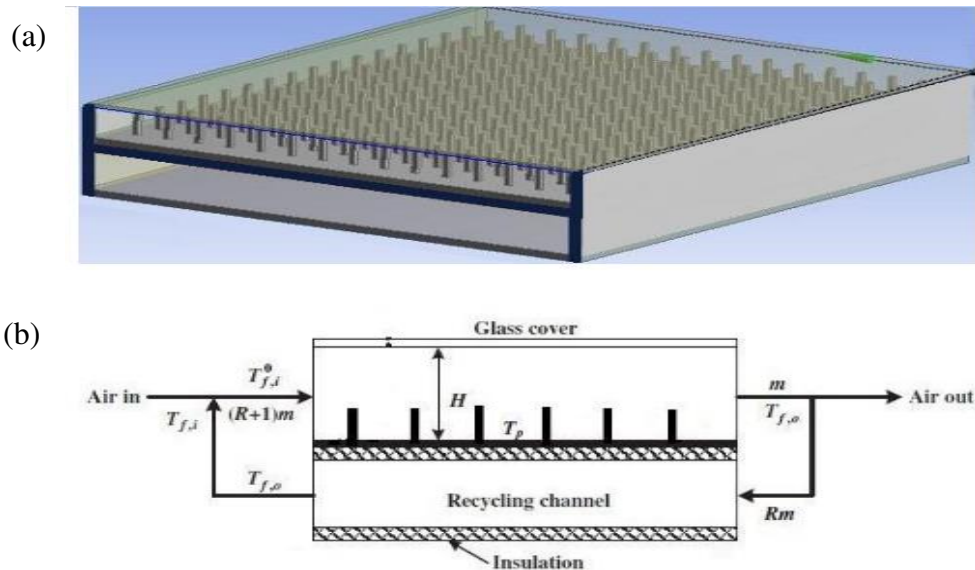 (a)
(b)
Glass cover
Air in
T°f,i
H
m
Air out
Tf,i
(R+1)m
Tp
Tf,o
Tf,o
Recycling channel
Rm
Insulation